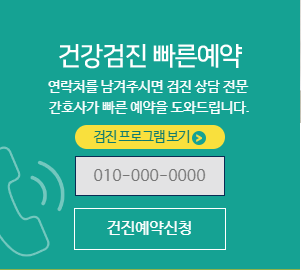 건강검진 빠른예약
연락처를 남겨주시면 검진 상담 전문
간호사가 빠른 예약을 도와드립니다.
검진 프로그램 보기
010-000-0000
건진예약신청